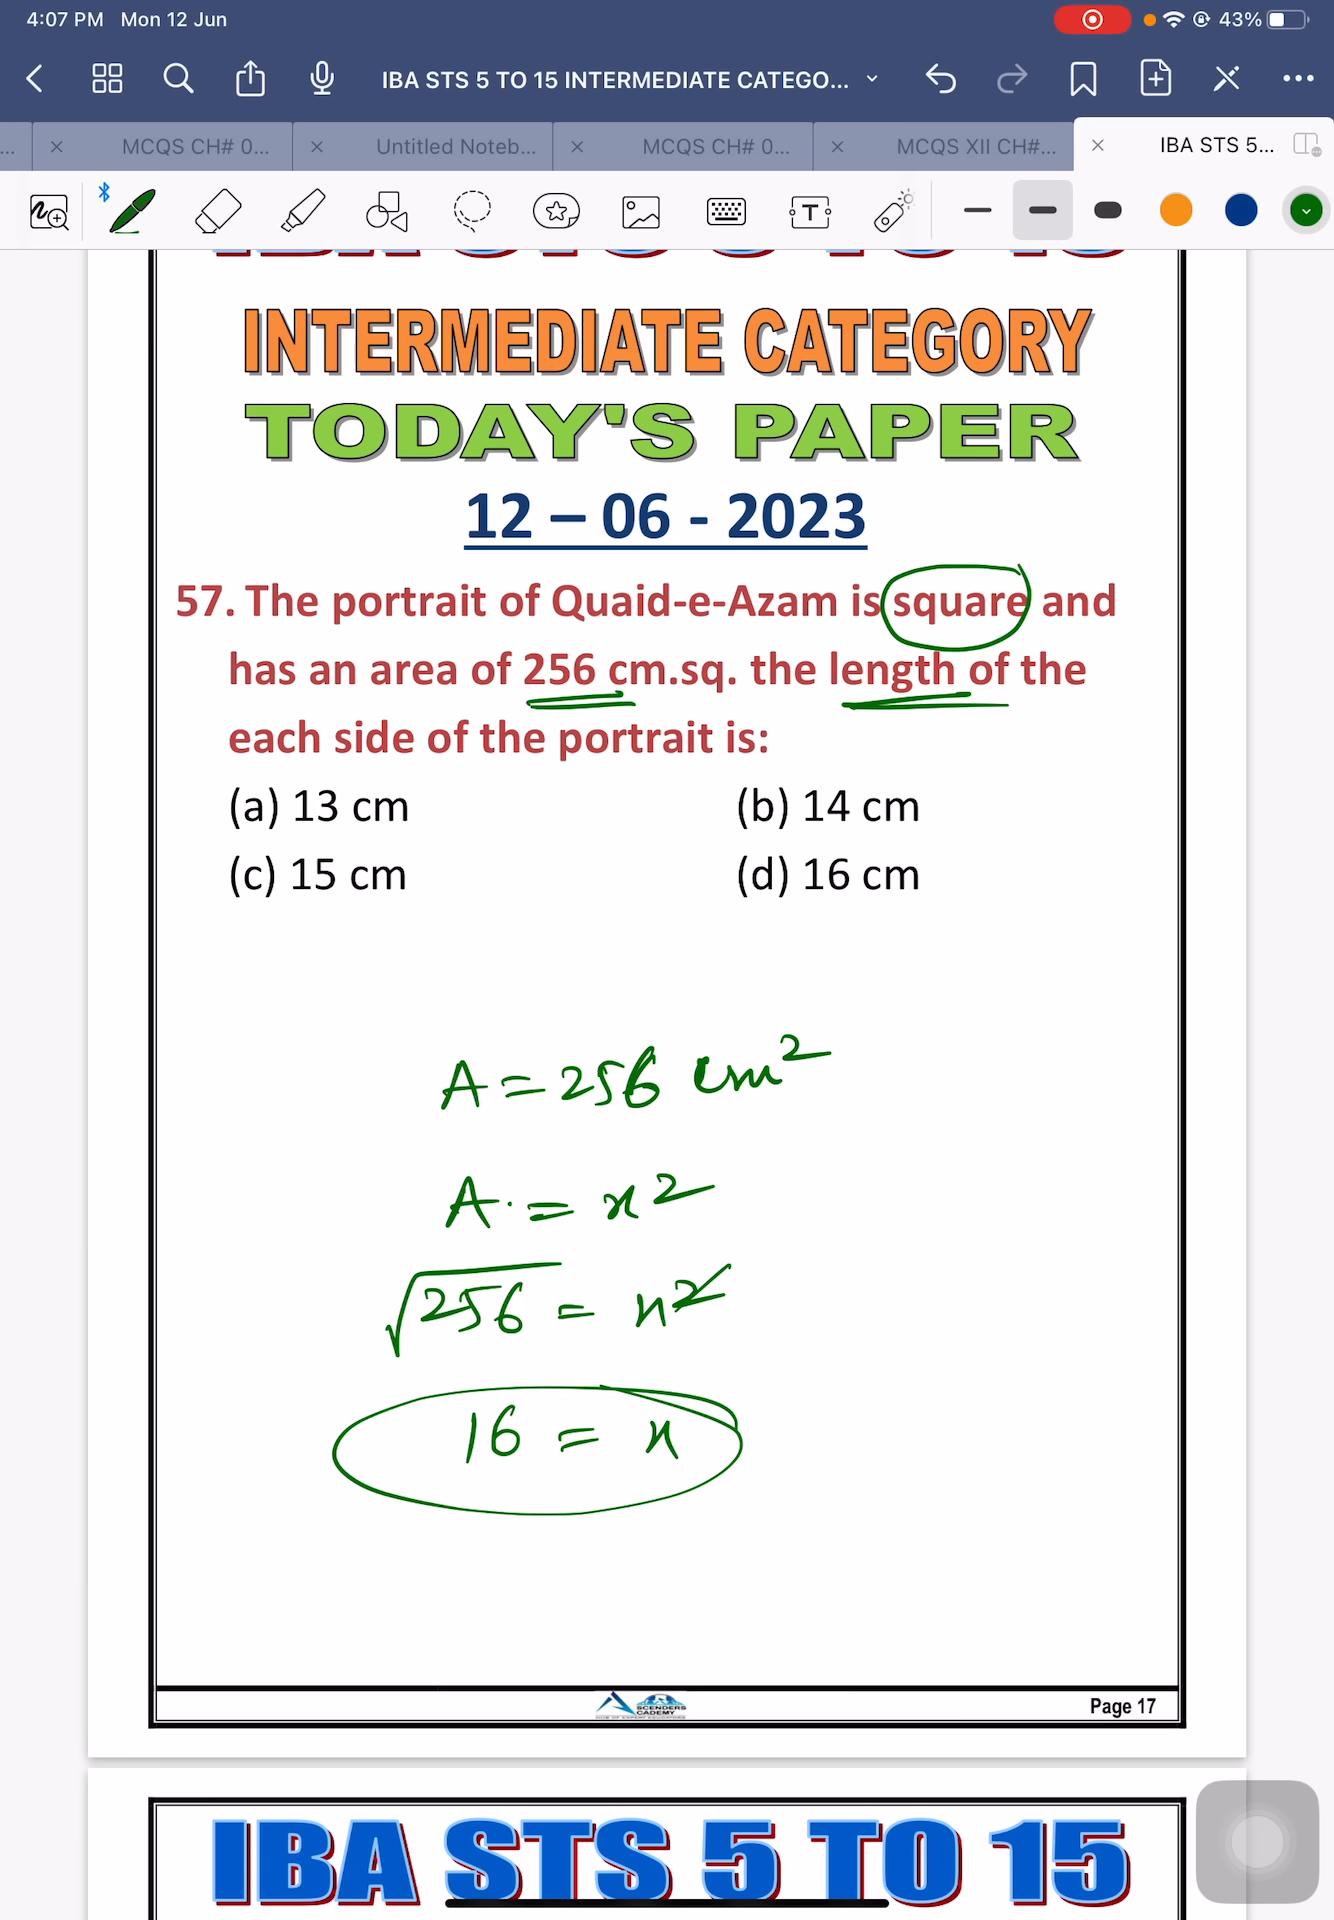 4:07 PM Mon 12 Jun
43%
IBA STS 5 TO 15 INTERMEDIATE CATEGO...
MCQS CH# 0...
Untitled Noteb...
MCQS CH# 0...
MCQS XII CH#...
IBA STS 5...
INTERMEDIATE CATEGORY
TODAY'S PAPER
12 – 06 - 2023
57. The portrait of Quaid-e-Azam is square and
has an area of 256 cm.sq. the length of the
each side of the portrait is:
(a) 13 cm (b) 14 cm
(c) 15 cm (d) 16 cm
A = 256 cm²
A . = x²
√256 = x²
16 = x
SCENDERS
CADEMY
Page 17
IBA STS 5 TO 15